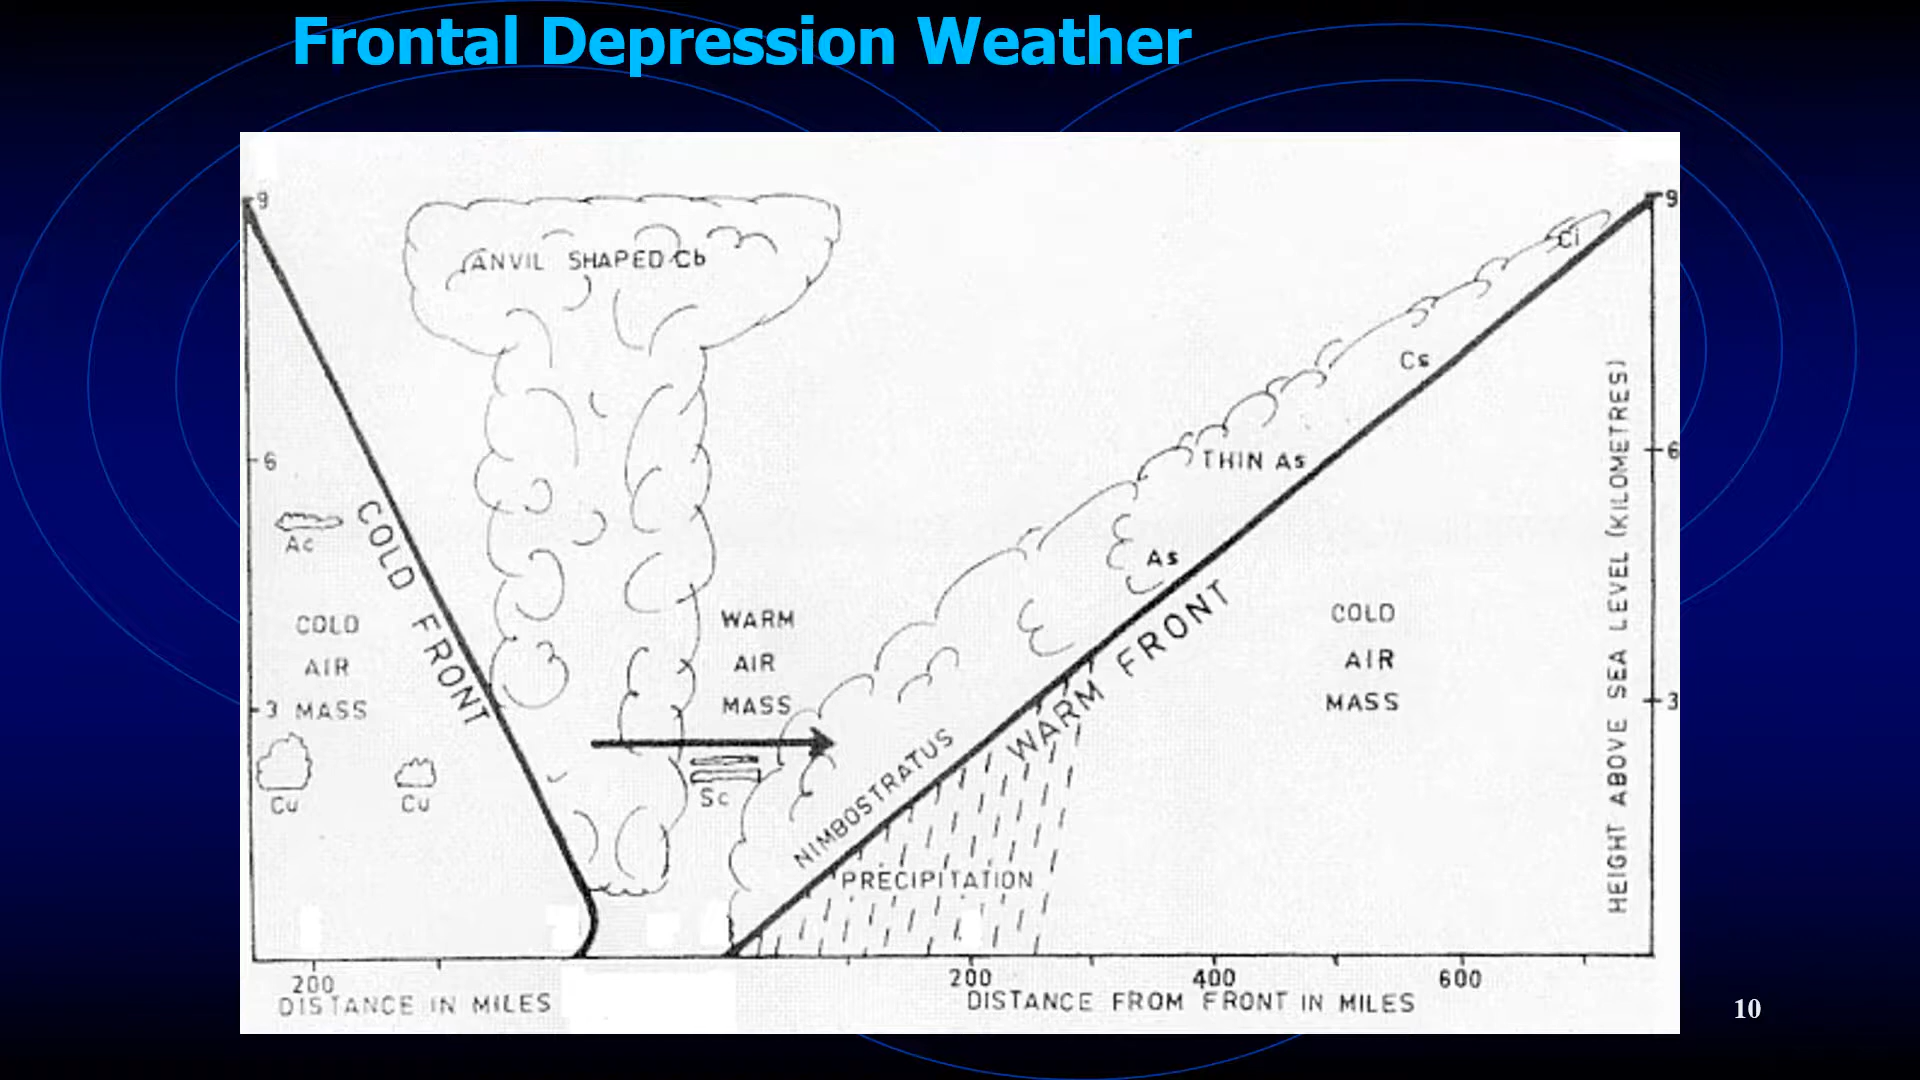 Frontal Depression Weather
9
9
Ci
ANVIL SHAPED Cb
Cs
6
THIN As
6
Ac
COLD FRONT
As
COLD
AIR
MASS
3
WARM
AIR
MASS
WARM FRONT
COLD
AIR
MASS
3
HEIGHT ABOVE SEA LEVEL (KILOMETRES)
Cu
Cu
Sc
NIMBOSTRATUS
PRECIPITATION
200
200
400
600
DISTANCE IN MILES
DISTANCE FROM FRONT IN MILES
10